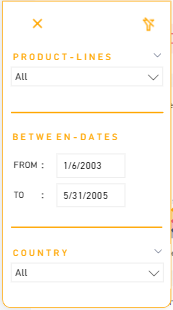 PRODUCT-LINES
All
BETWEEN-DATES
FROM : 1/6/2003
TO : 5/31/2005
COUNTRY
All